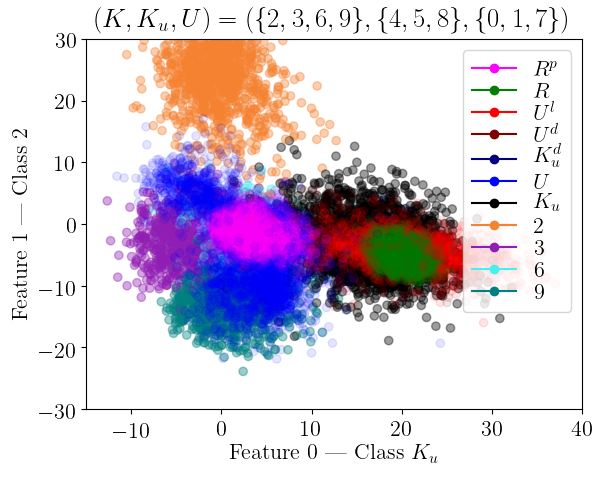 (K, K_u, U) = ({2, 3, 6, 9}, {4, 5, 8}, {0, 1, 7})
30
20
10
0
−10
−20
−30
Feature 1 — Class 2
R^p
R
U^l
U^d
K_u^d
U
K_u
2
3
6
9
−10
0
10
20
30
40
Feature 0 — Class K_u